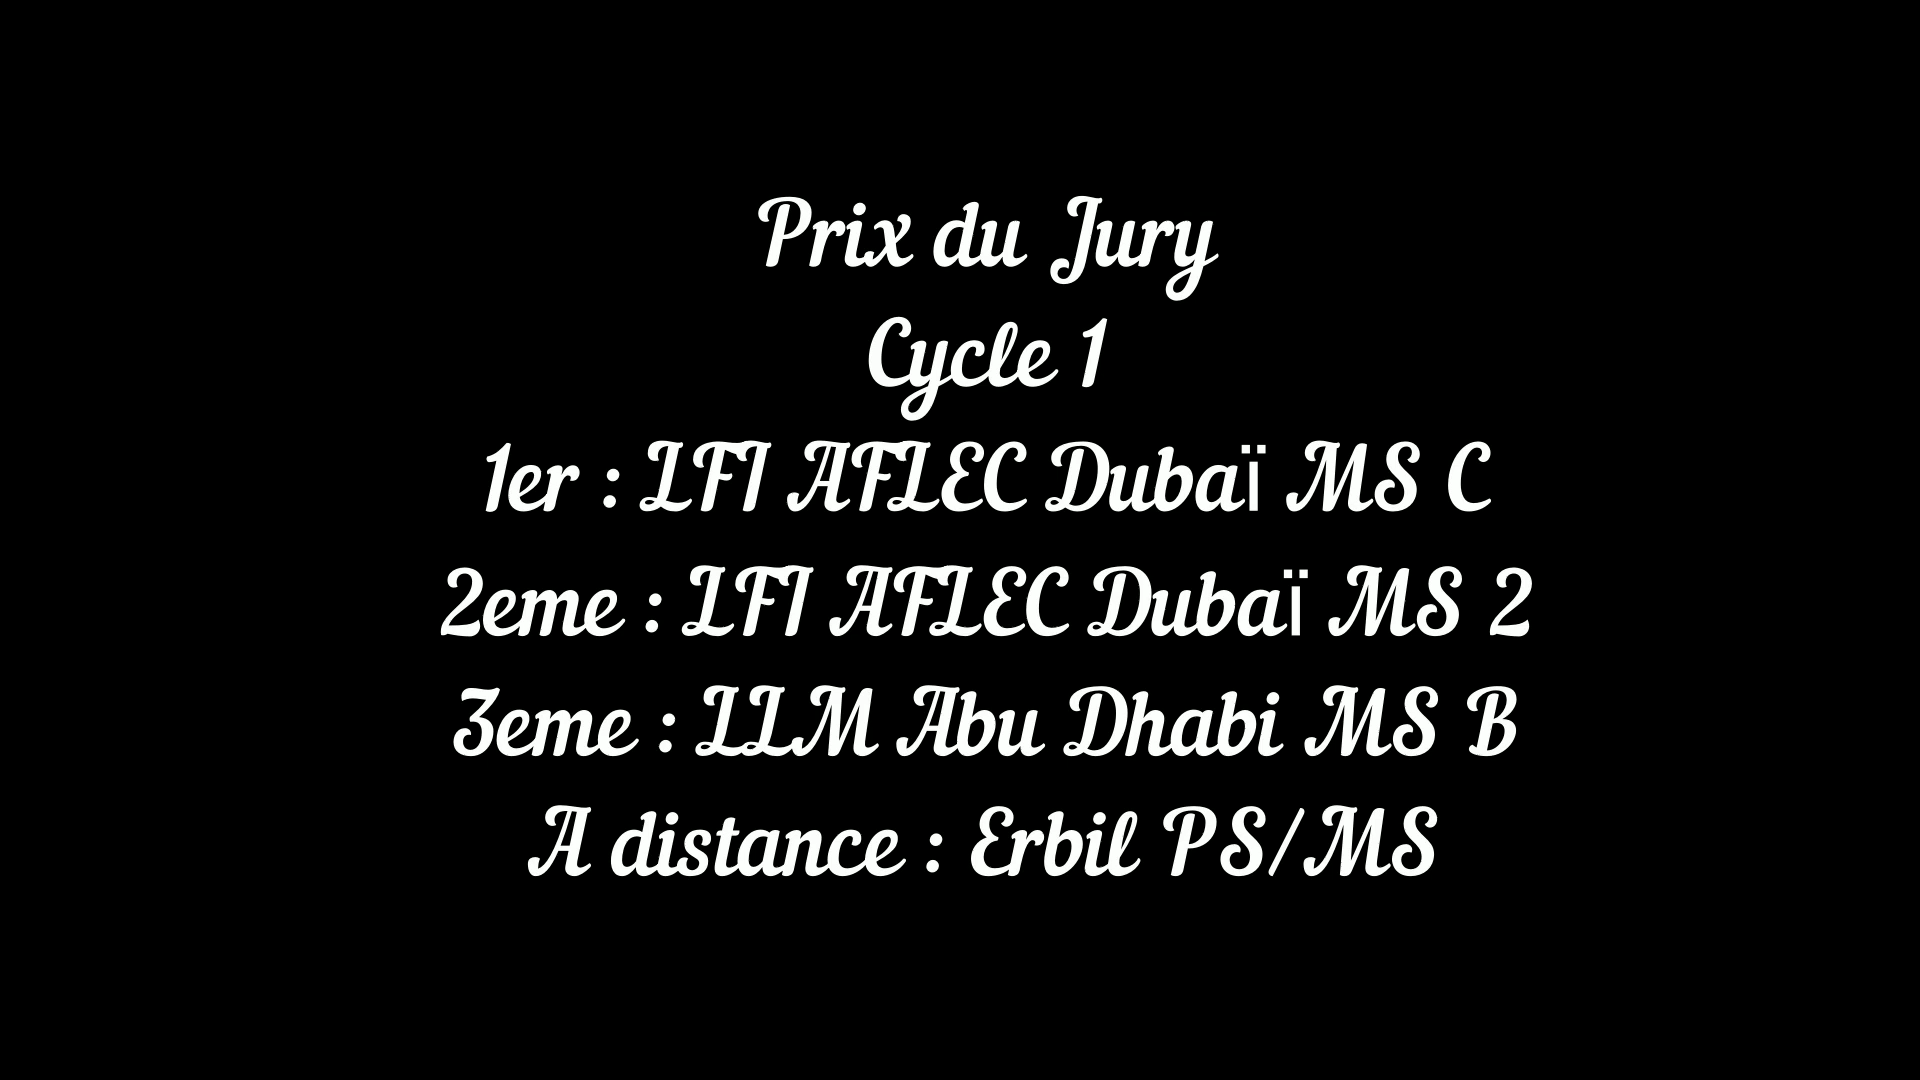 Prix du Jury
Cycle 1
1er : LFI AFLEC Dubaï MS C
2eme : LFI AFLEC Dubaï MS 2
3eme : LLM Abu Dhabi MS B
A distance : Erbil PS/MS